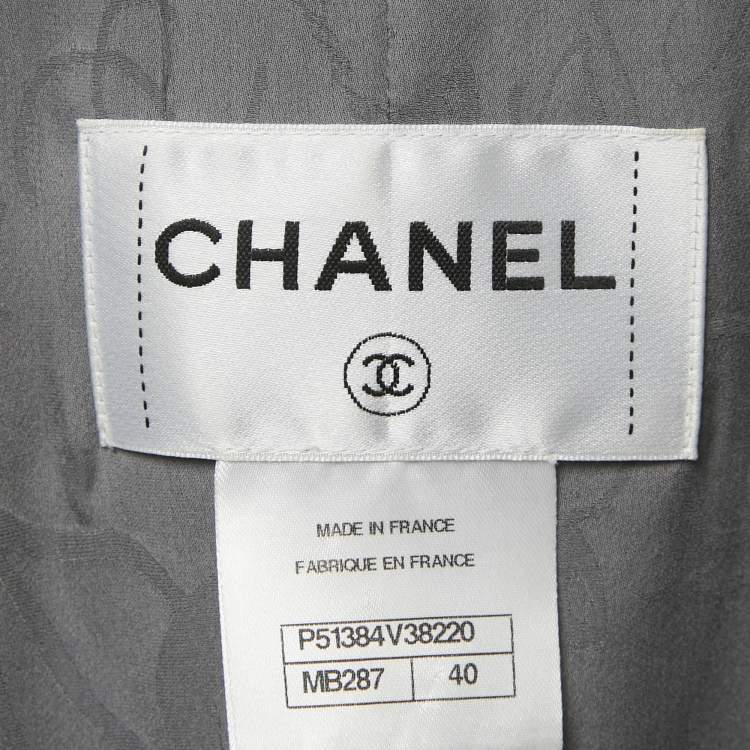 CHANEL
MADE IN FRANCE
FABRIQUE EN FRANCE
P51384V38220
MB287 40